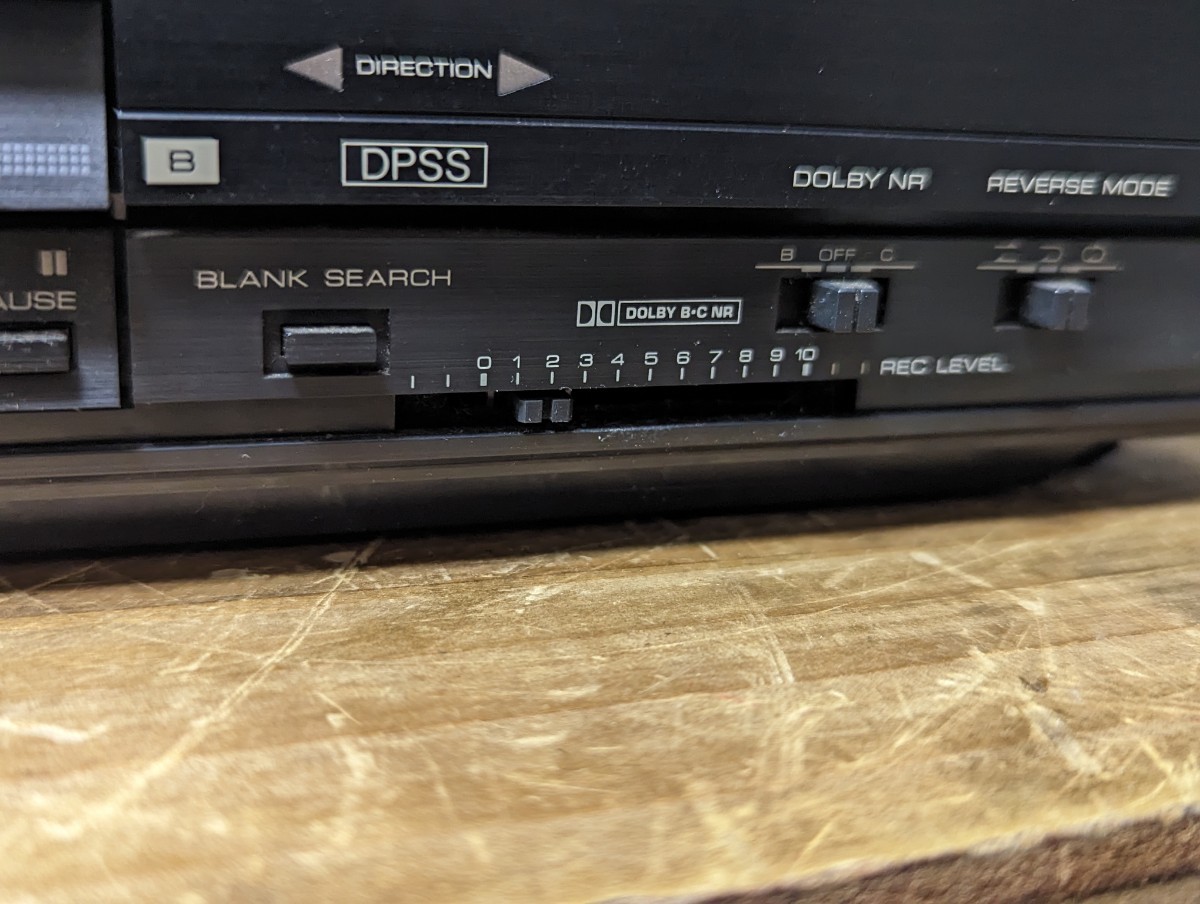 DIRECTION
B
DPSS
DOLBY NR
REVERSE MODE
B OFF C
AUSE
BLANK SEARCH
DOLBY B·C NR
0 1 2 3 4 5 6 7 8 9 10
REC LEVEL